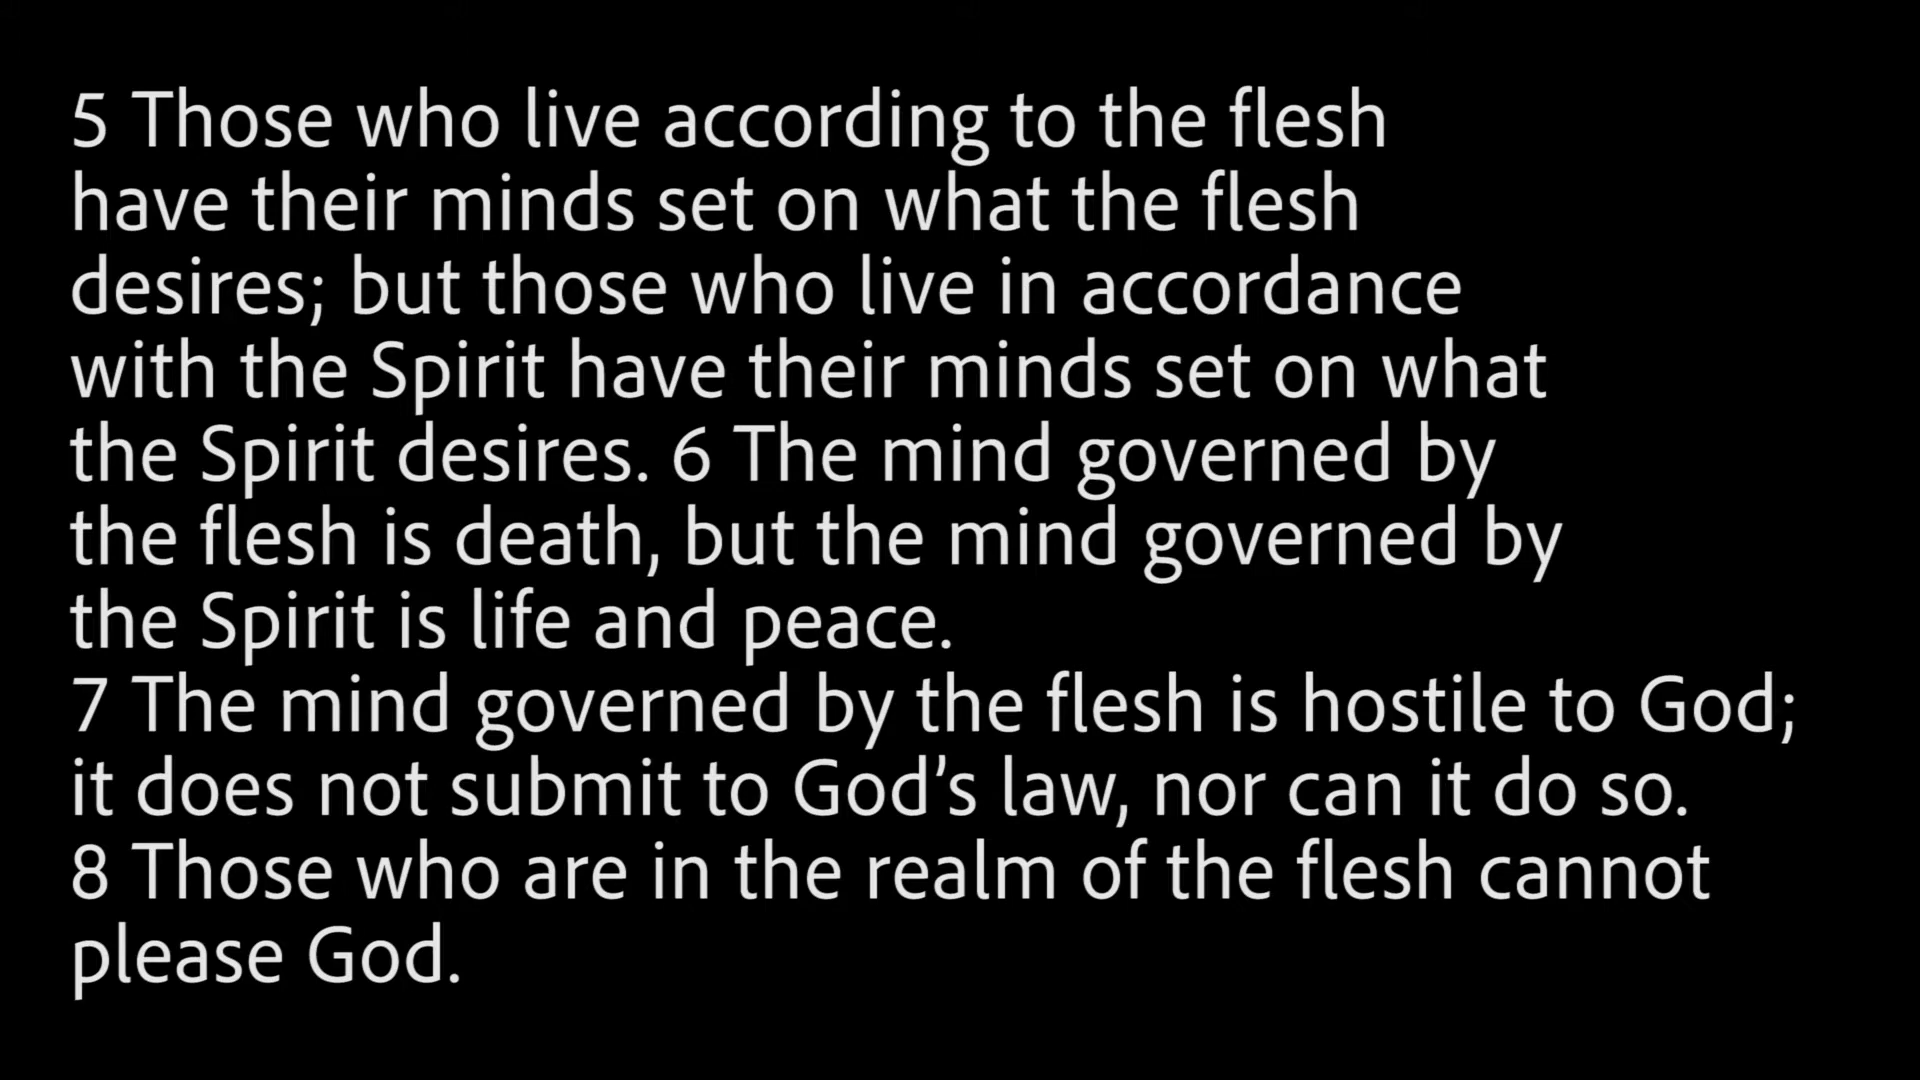 5 Those who live according to the flesh
have their minds set on what the flesh
desires; but those who live in accordance
with the Spirit have their minds set on what
the Spirit desires. 6 The mind governed by
the flesh is death, but the mind governed by
the Spirit is life and peace.
7 The mind governed by the flesh is hostile to God;
it does not submit to God’s law, nor can it do so.
8 Those who are in the realm of the flesh cannot
please God.